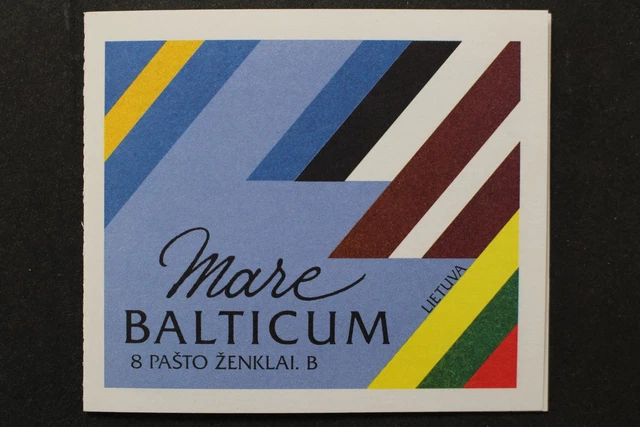 Mare
BALTICUM
8 PAŠTO ŽENKLAI. B
LIETUVA